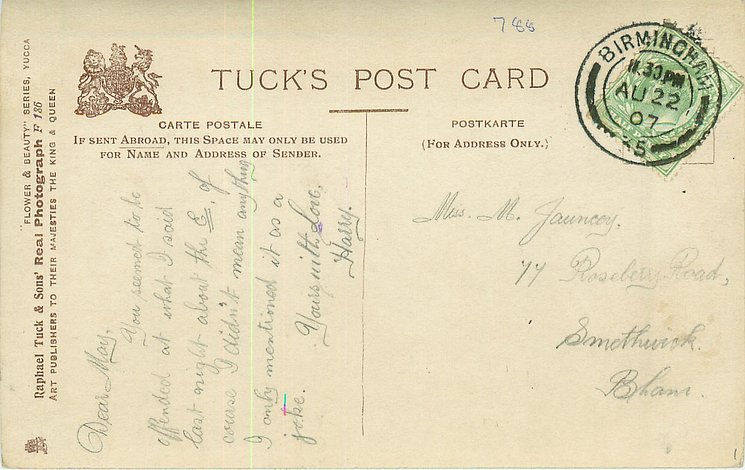 788
TUCK'S POST CARD
CARTE POSTALE
IF SENT ABROAD, THIS SPACE MAY ONLY BE USED
FOR NAME AND ADDRESS OF SENDER.
POSTKARTE
(FOR ADDRESS ONLY.)
BIRMINGHAM
11.30 PM
AU 22
07
45
"FLOWER & BEAUTY" SERIES, YUCCA
Raphael Tuck & Sons' Real Photograph F 186
ART PUBLISHERS TO THEIR MAJESTIES THE KING & QUEEN
Dear May,
You seemed to be
offended at what I said
last night about the E, of
course I didn't mean anything
I only mentioned it as a
joke.
Yours with Love,
Harry.
Miss. M. Jauncey.
77 Roseberry Road,
Smethwick.
Bham.